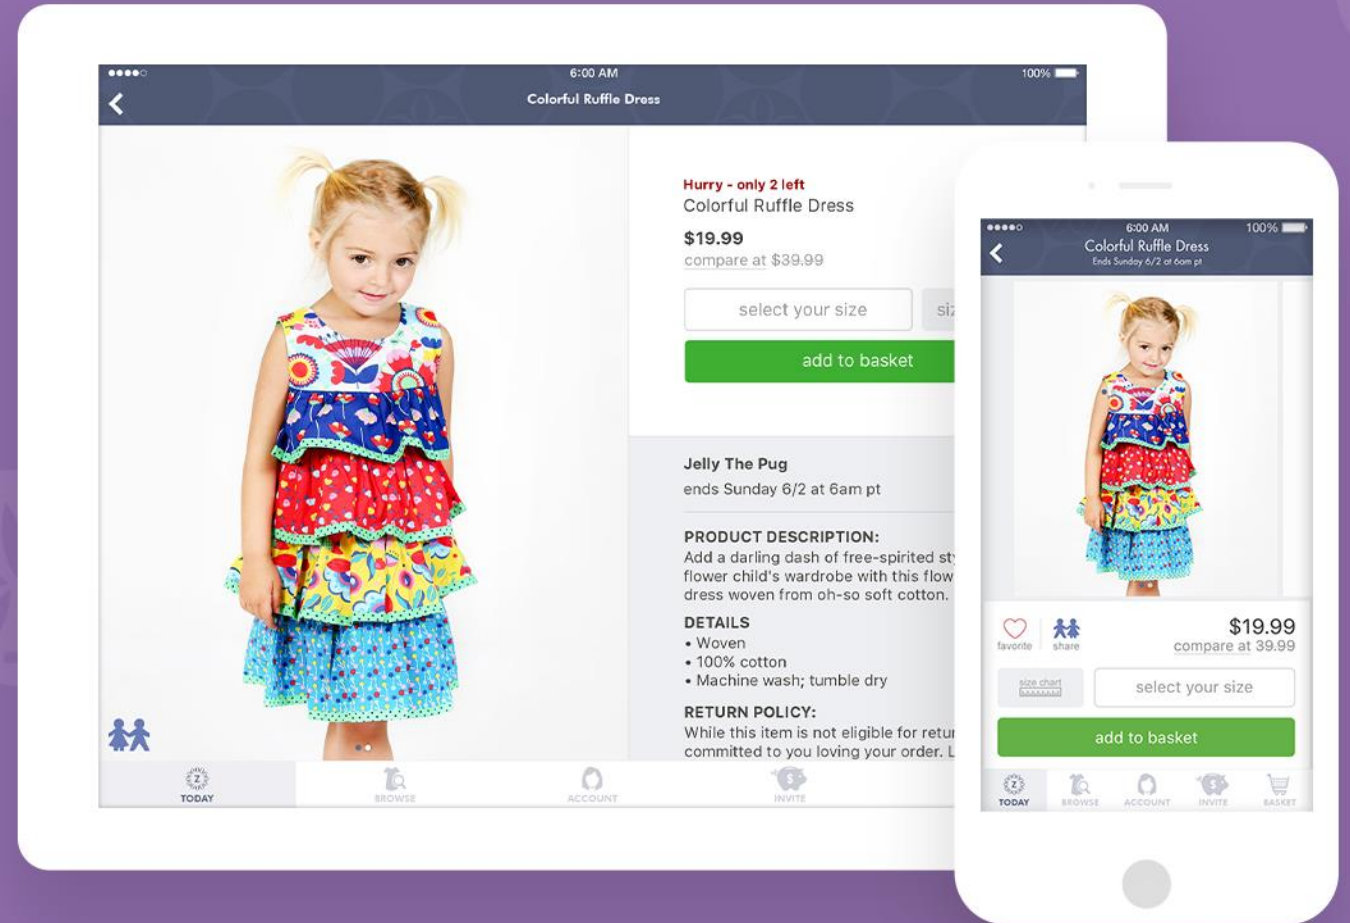 6:00 AM
100%
Colorful Ruffle Dress
Hurry - only 2 left
Colorful Ruffle Dress
$19.99
compare at $39.99
select your size
add to basket
Jelly The Pug
ends Sunday 6/2 at 6am pt
PRODUCT DESCRIPTION:
Add a darling dash of free-spirited
flower child's wardrobe with this
dress woven from oh-so soft cotton.
DETAILS
• Woven
• 100% cotton
• Machine wash; tumble dry
RETURN POLICY:
While this item is not eligible for
committed to you loving your order.
Z
TODAY
BROWSE
ACCOUNT
$
INVITE
6:00 AM
100%
Colorful Ruffle Dress
Ends Sunday 6/2 at 6am pt
favorite
share
$19.99
compare at 39.99
size chart
select your size
add to basket
Z
TODAY
BROWSE
ACCOUNT
$
INVITE
BASKET